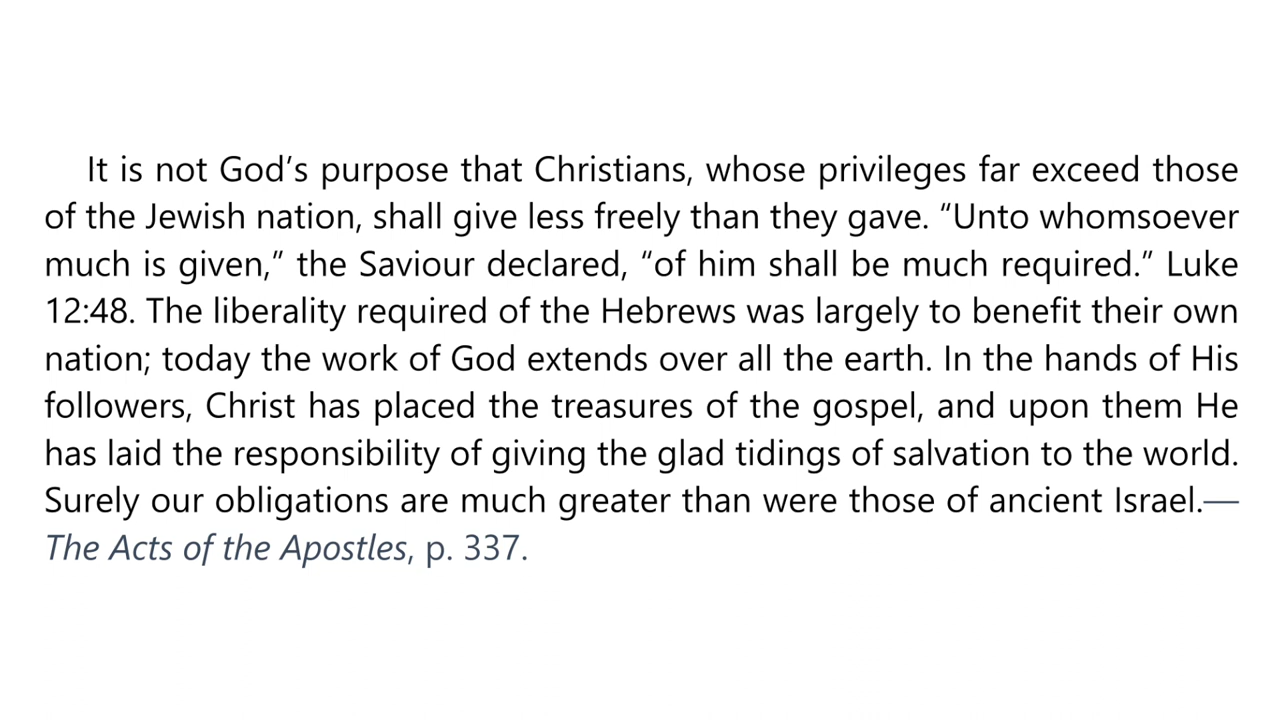 It is not God’s purpose that Christians, whose privileges far exceed those
of the Jewish nation, shall give less freely than they gave. “Unto whomsoever
much is given,” the Saviour declared, “of him shall be much required.” Luke
12:48. The liberality required of the Hebrews was largely to benefit their own
nation; today the work of God extends over all the earth. In the hands of His
followers, Christ has placed the treasures of the gospel, and upon them He
has laid the responsibility of giving the glad tidings of salvation to the world.
Surely our obligations are much greater than were those of ancient Israel.—
The Acts of the Apostles, p. 337.